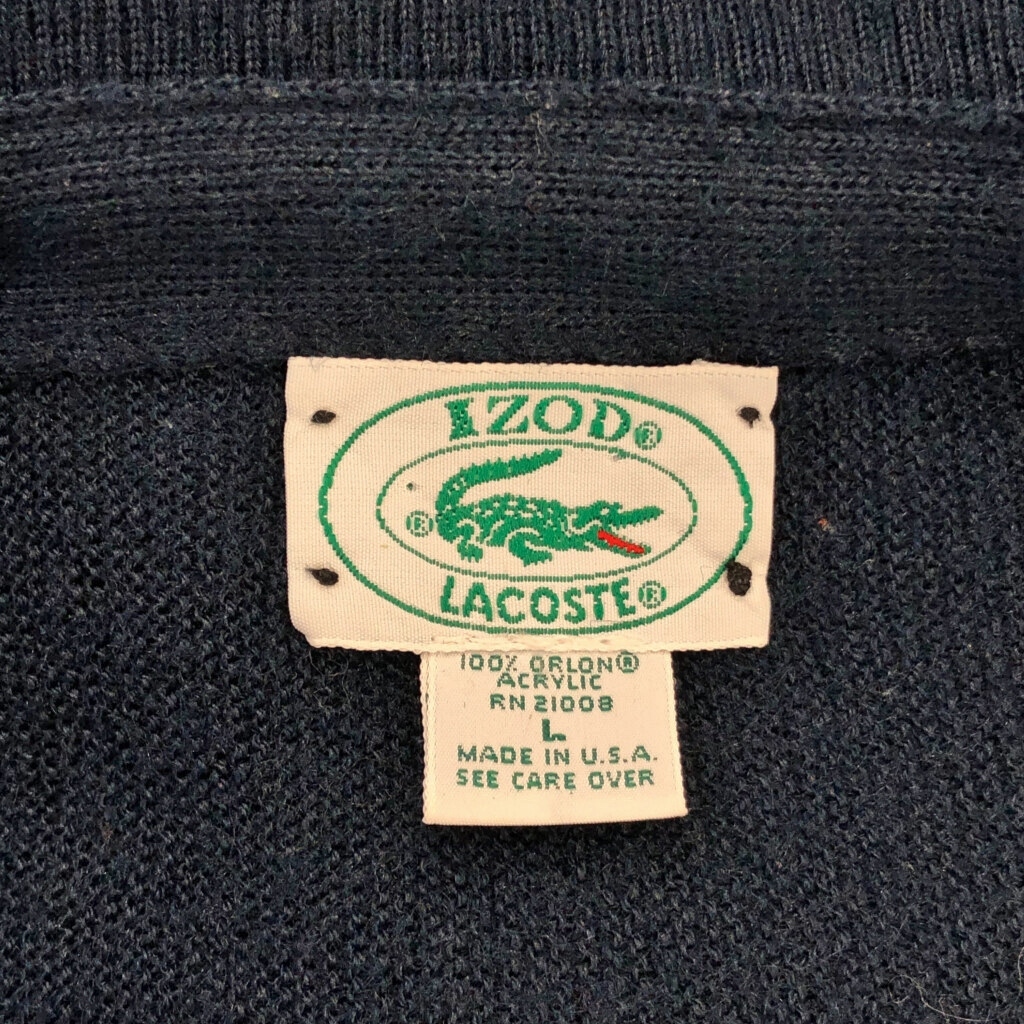 IZOD®
®
LACOSTE®
100% ORLON®
ACRYLIC
RN 21008
L
MADE IN U.S.A.
SEE CARE OVER